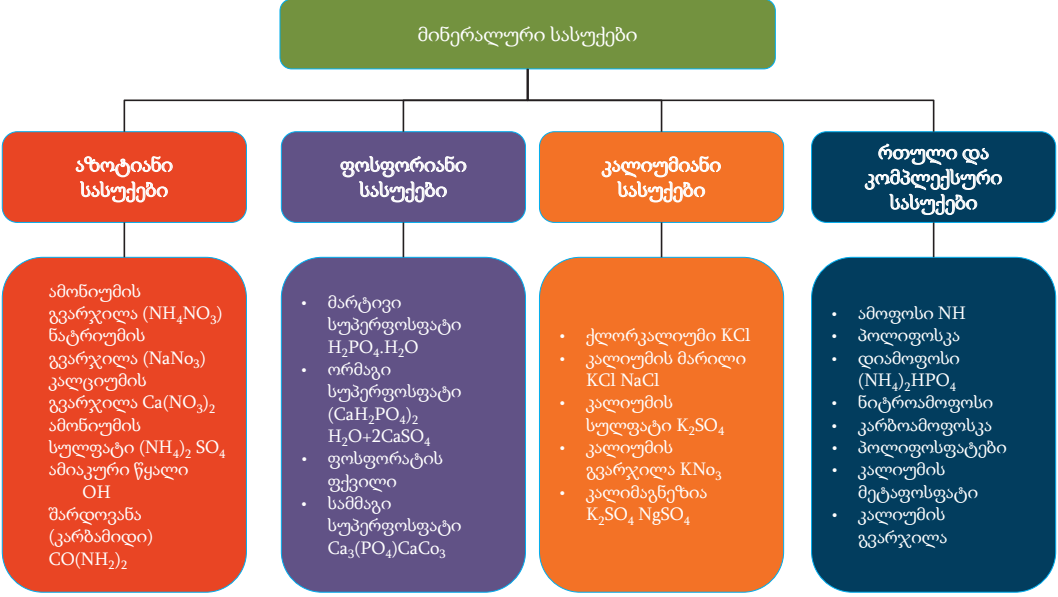 მინერალური სასუქები
აზოტიანი
სასუქები
ამონიუმის
გვარჯილა (NH₄NO₃)
ნატრიუმის
გვარჯილა (NaNo₃)
კალციუმის
გვარჯილა Ca(NO₃)₂
ამონიუმის
სულფატი (NH₄)₂ SO₄
ამიაკური წყალი
OH
შარდოვანა
(კარბამიდი)
CO(NH₂)₂
ფოსფორიანი
სასუქები
• მარტივი
სუპერფოსფატი
H₂PO₄.H₂O
• ორმაგი
სუპერფოსფატი
(CaH₂PO₄)₂
H₂O+2CaSO₄
• ფოსფორატის
ფქვილი
• სამმაგი
სუპერფოსფატი
Ca₃(PO₄)CaCo₃
კალიუმიანი
სასუქები
• ქლორკალიუმი KCl
• კალიუმის მარილი
KCl NaCl
• კალიუმის
სულფატი K₂SO₄
• კალიუმის
გვარჯილა KNo₃
• კალიმაგნეზია
K₂SO₄ NgSO₄
რთული და
კომპლექსური
სასუქები
• ამოფოსი NH
• პოლიფოსკა
• დიამოფოსი
(NH₄)₂HPO₄
• ნიტროამოფოსი
• კარბოამოფოსკა
• პოლიფოსფატები
• კალიუმის
მეტაფოსფატი
• კალიუმის
გვარჯილა